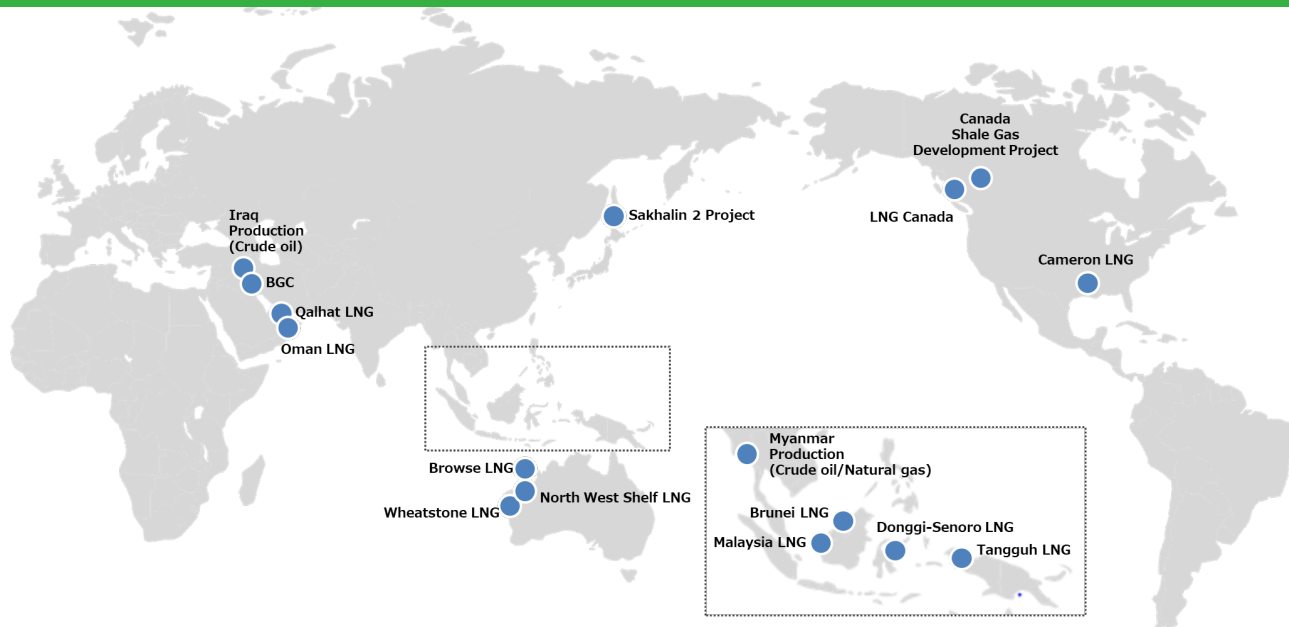 Canada
Shale Gas
Development Project
LNG Canada
Sakhalin 2 Project
Iraq
Production
(Crude oil)
BGC
Cameron LNG
Qalhat LNG
Oman LNG
Browse LNG
North West Shelf LNG
Wheatstone LNG
Myanmar
Production
(Crude oil/Natural gas)
Brunei LNG
Donggi-Senoro LNG
Malaysia LNG
Tangguh LNG